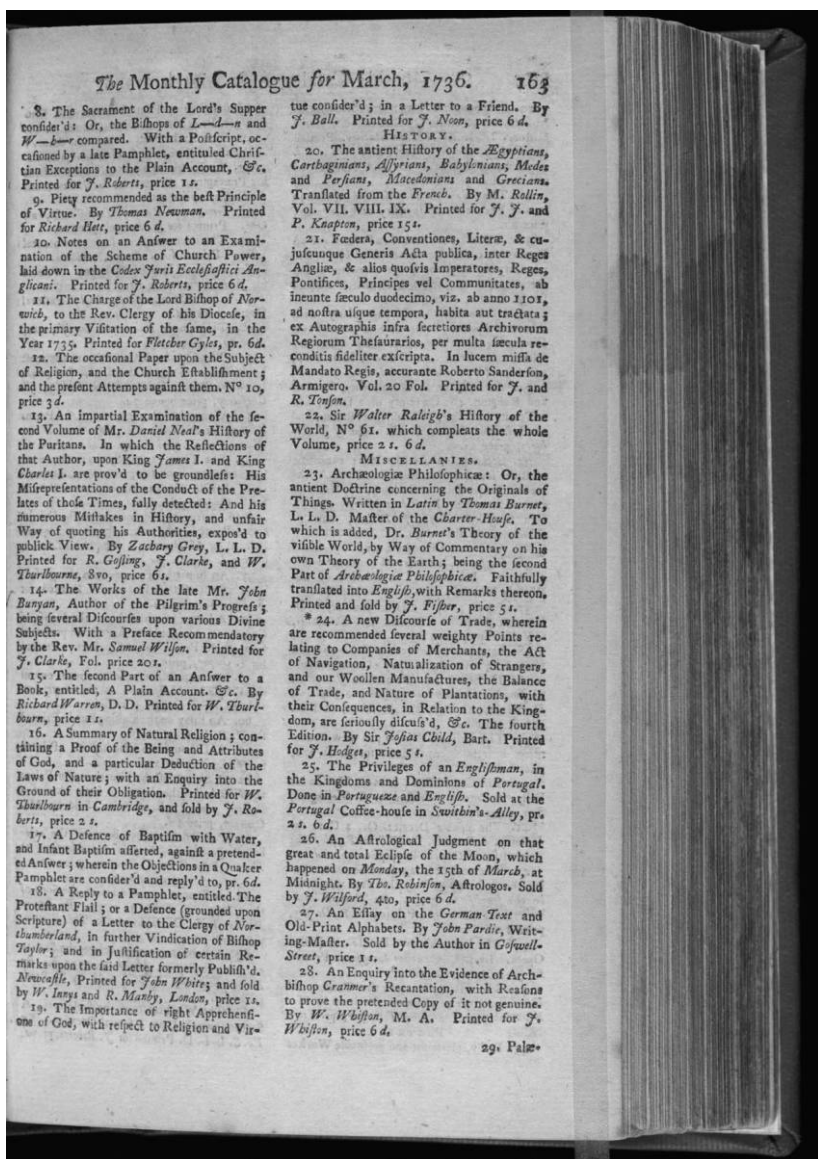 The Monthly Catalogue for March, 1736. 163
8. The Sacrament of the Lord's Supper
conſider'd: Or, the Biſhops of L—d—n and
W—b—r compared. With a Poſtſcript, oc-
caſioned by a late Pamphlet, entituled Chriſ-
tian Exceptions to the Plain Account, &c.
Printed for J. Roberts, price 1 s.
9. Piety recommended as the beſt Principle
of Virtue. By Thomas Newman. Printed
for Richard Hett, price 6 d.
10. Notes on an Anſwer to an Exami-
nation of the Scheme of Church Power,
laid down in the Codex Juris Eccleſiaſtici An-
glicani. Printed for J. Roberts, price 6 d.
11. The Charge of the Lord Biſhop of Nor-
wich, to the Rev. Clergy of his Dioceſe, in
the primary Viſitation of the ſame, in the
Year 1735. Printed for Fletcher Gyles, pr. 6d.
12. The occaſional Paper upon the Subject
of Religion, and the Church Eſtabliſhment;
and the preſent Attempts againſt them. N° 10,
price 3 d.
13. An impartial Examination of the ſe-
cond Volume of Mr. Daniel Neal's Hiſtory of
the Puritans. In which the Reflections of
that Author, upon King James I. and King
Charles I. are prov'd to be groundleſs: His
Miſrepreſentations of the Conduct of the Pre-
lates of thoſe Times, fully detected: And his
numerous Miſtakes in Hiſtory, and unfair
Way of quoting his Authorities, expos'd to
publick View. By Zachary Grey, L. L. D.
Printed for R. Goſling, J. Clarke, and W.
Thurlbourne, 8vo, price 6s.
14. The Works of the late Mr. John
Bunyan, Author of the Pilgrim's Progreſs;
being ſeveral Diſcourſes upon various Divine
Subjects. With a Preface Recommendatory
by the Rev. Mr. Samuel Wilſon. Printed for
J. Clarke, Fol. price 20 s.
15. The ſecond Part of an Anſwer to a
Book, entitled, A Plain Account. &c. By
Richard Warren, D. D. Printed for W. Thurl-
bourn, price 1 s.
16. A Summary of Natural Religion; con-
taining a Proof of the Being and Attributes
of God, and a particular Deduction of the
Laws of Nature; with an Enquiry into the
Ground of their Obligation. Printed for W.
Thurlbourn in Cambridge, and ſold by J. Ro-
berts, price 2 s.
17. A Defence of Baptiſm with Water,
and Infant Baptiſm aſſerted, againſt a pretend-
ed Anſwer; wherein the Objections in a Quaker
Pamphlet are conſider'd and reply'd to, pr. 6d.
18. A Reply to a Pamphlet, entitled The
Proteſtant Flail; or a Defence (grounded upon
Scripture) of a Letter to the Clergy of Nor-
thumberland, in further Vindication of Biſhop
Taylor; and in Juſtification of certain Re-
marks upon the ſaid Letter formerly Publiſh'd.
Newcaſtle, Printed for John White; and ſold
by W. Innys and R. Manby, London, price 1s.
19. The Importance of right Apprehenſi-
ons of God, with reſpect to Religion and Vir-
tue conſider'd; in a Letter to a Friend. By
J. Ball. Printed for J. Noon, price 6 d.
HISTORY.
20. The antient Hiſtory of the Ægyptians,
Carthaginians, Aſſyrians, Babylonians, Medes
and Perſians, Macedonians and Grecians.
Tranſlated from the French. By M. Rollin,
Vol. VII. VIII. IX. Printed for J. J. and
P. Knapton, price 15s.
21. Fœdera, Conventiones, Literæ, & cu-
juſcunque Generis Acta publica, inter Reges
Angliæ, & alios quoſvis Imperatores, Reges,
Pontifices, Principes vel Communitates, ab
ineunte ſæculo duodecimo, viz. ab anno 1101,
ad noſtra uſque tempora, habita aut tractata;
ex Autographis infra ſecretiores Archivorum
Regiorum Theſaurarios, per multa ſæcula re-
conditis fideliter exſcripta. In lucem miſſa de
Mandato Regis, accurante Roberto Sanderſon,
Armigero. Vol. 20 Fol. Printed for J. and
R. Tonſon.
22. Sir Walter Raleigh's Hiſtory of the
World, N° 61. which compleats the whole
Volume, price 2 s. 6 d.
MISCELLANIES.
23. Archæologiæ Philoſophicæ: Or, the
antient Doctrine concerning the Originals of
Things. Written in Latin by Thomas Burnet,
L. L. D. Maſter of the Charter-Houſe. To
which is added, Dr. Burnet's Theory of the
viſible World, by Way of Commentary on his
own Theory of the Earth; being the ſecond
Part of Archæologiæ Philoſophicæ. Faithfully
tranſlated into Engliſh, with Remarks thereon.
Printed and ſold by J. Fiſher, price 5 s.
* 24. A new Diſcourſe of Trade, wherein
are recommended ſeveral weighty Points re-
lating to Companies of Merchants, the Act
of Navigation, Naturalization of Strangers,
and our Woollen Manufactures, the Balance
of Trade, and Nature of Plantations, with
their Conſequences, in Relation to the King-
dom, are ſeriouſly diſcuſs'd, &c. The fourth
Edition. By Sir Joſias Child, Bart. Printed
for J. Hodges, price 5 s.
25. The Privileges of an Engliſhman, in
the Kingdoms and Dominions of Portugal.
Done in Portugueze and Engliſh. Sold at the
Portugal Coffee-houſe in Swithin's-Alley, pr.
2 s. 6 d.
26. An Aſtrological Judgment on that
great and total Eclipſe of the Moon, which
happened on Monday, the 15th of March, at
Midnight. By Tho. Robinſon, Aſtrologos. Sold
by J. Wilford, 4to, price 6 d.
27. An Eſſay on the German Text and
Old-Print Alphabets. By John Pardie, Writ-
ing-Maſter. Sold by the Author in Goſwell-
Street, price 1 s.
28. An Enquiry into the Evidence of Arch-
biſhop Cranmer's Recantation, with Reaſons
to prove the pretended Copy of it not genuine.
By W. Whiſton, M. A. Printed for J.
Whiſton, price 6 d.
29. Palæ-